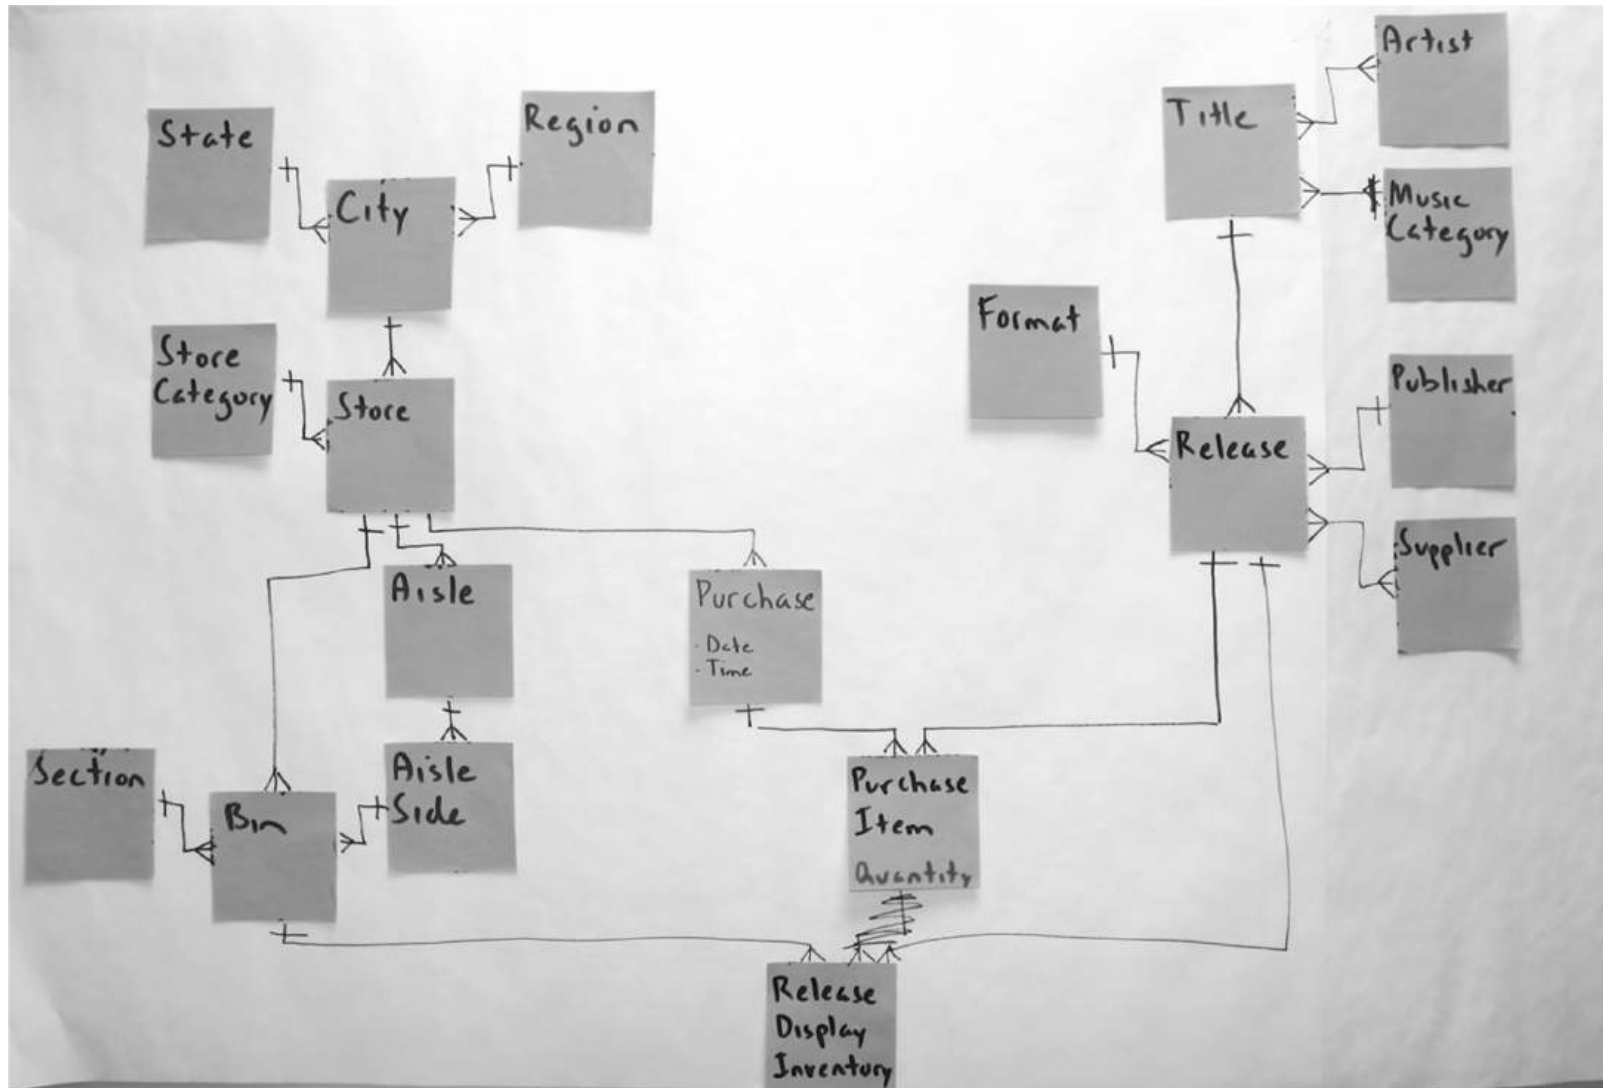 Artist
Title
Region
State
Music
Category
City
Format
Store
Category
Store
Publisher
Release
Supplier
Aisle
Purchase
· Date
· Time
Section
Aisle
Side
Bin
Purchase
Item
Quantity
Release
Display
Inventory